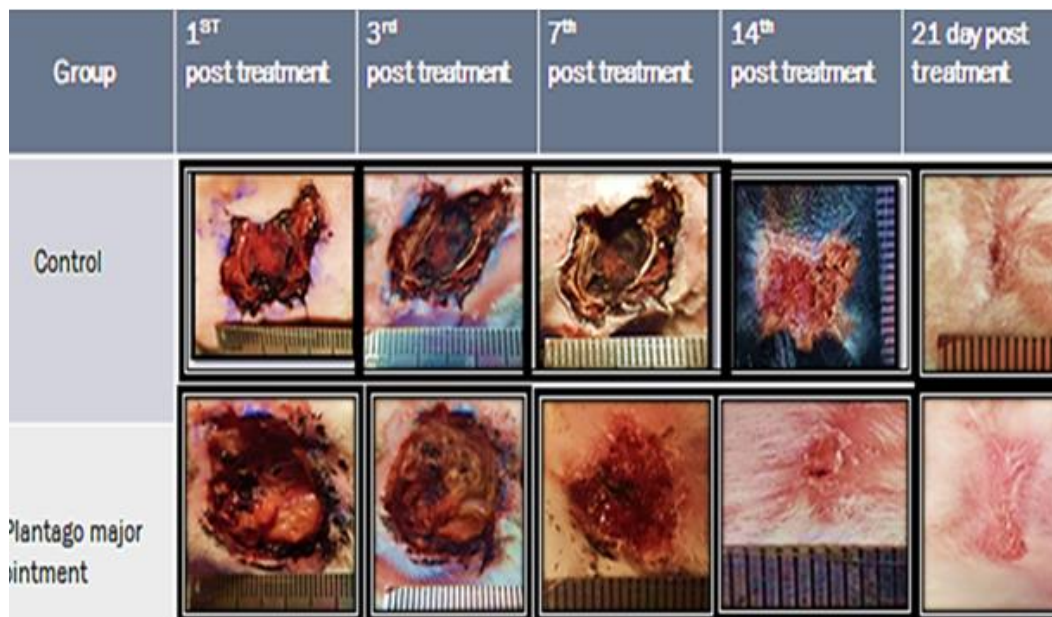 Group
1ST
post treatment
3rd
post treatment
7th
post treatment
14th
post treatment
21 day post
treatment
Control
Plantago major
ointment